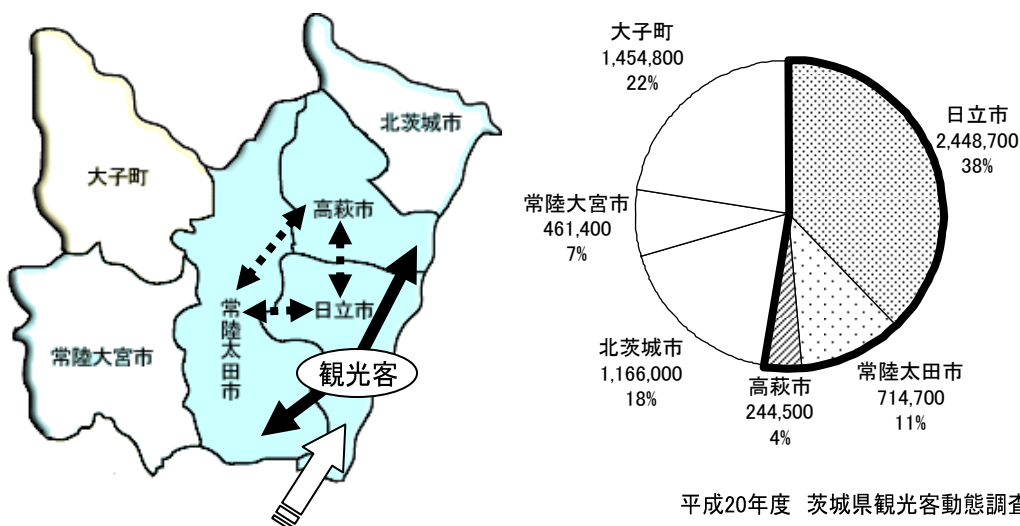 北茨城市
大子町
高萩市
日立市
常陸太田市
常陸大宮市
観光客
大子町
1,454,800
22%
日立市
2,448,700
38%
常陸大宮市
461,400
7%
北茨城市
1,166,000
18%
高萩市
244,500
4%
常陸太田市
714,700
11%
平成20年度 茨城県観光客動態調査